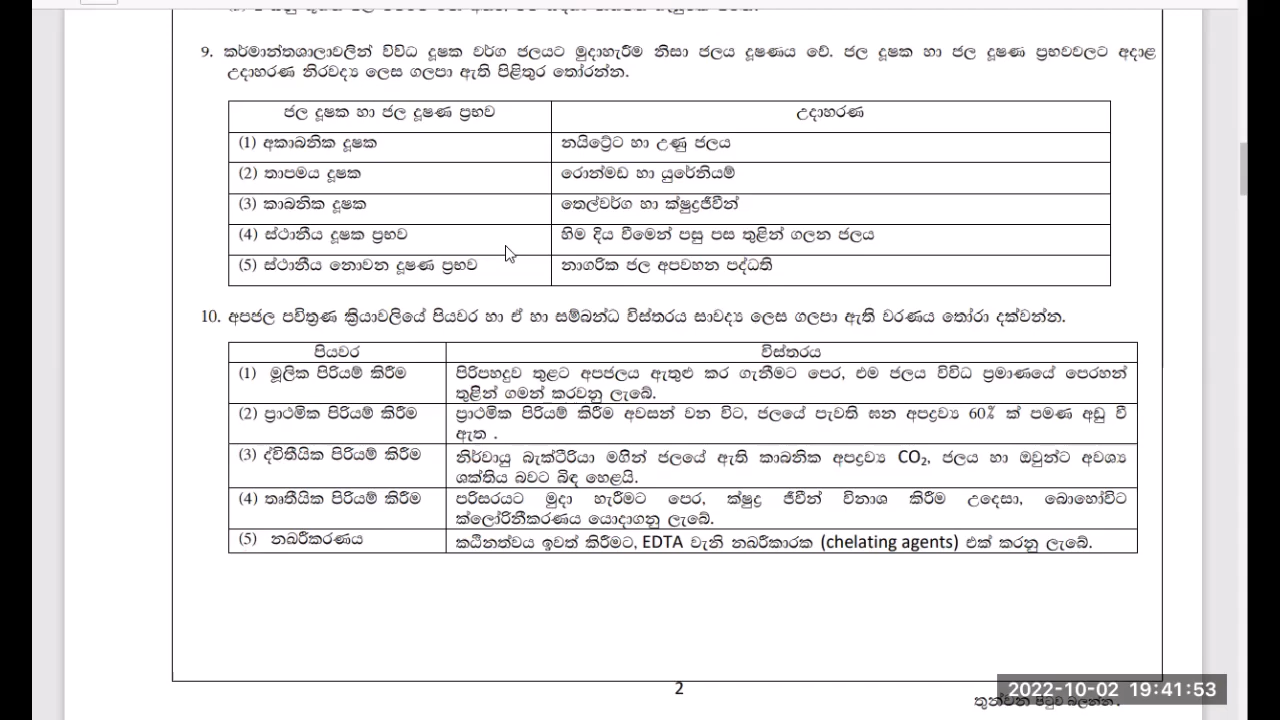 9. කර්මාන්තශාලාවලින් විවිධ දූෂක වර්ග ජලයට මුදාහැරීම නිසා ජලය දූෂණය වේ. ජල දූෂක හා ජල දූෂණ ප්‍රභවවලට අදාළ
උදාහරණ නිරවද්‍ය ලෙස ගලපා ඇති පිළිතුර තෝරන්න.
ජල දූෂක හා ජල දූෂණ ප්‍රභව උදාහරණ
(1) අකාබනික දූෂක නයිට්‍රේට හා උණු ජලය
(2) තාපමය දූෂක රොන්මඩ හා යුරේනියම්
(3) කාබනික දූෂක තෙල්වර්ග හා ක්ෂුද්‍රජීවීන්
(4) ස්ථානීය දූෂක ප්‍රභව හිම දිය වීමෙන් පසු පස තුළින් ගලන ජලය
(5) ස්ථානීය නොවන දූෂණ ප්‍රභව නාගරික ජල අපවහන පද්ධති
10. අපජල පවිත්‍රණ ක්‍රියාවලියේ පියවර හා ඒ හා සම්බන්ධ විස්තරය සාවද්‍ය ලෙස ගලපා ඇති වරණය තෝරා දක්වන්න.
පියවර විස්තරය
(1) මූලික පිරියම් කිරීම පිරිපහදුව තුළට අපජලය ඇතුළු කර ගැනීමට පෙර, එම ජලය විවිධ ප්‍රමාණයේ පෙරහන්
තුළින් ගමන් කරවනු ලැබේ.
(2) ප්‍රාථමික පිරියම් කිරීම ප්‍රාථමික පිරියම් කිරීම අවසන් වන විට, ජලයේ පැවති ඝන අපද්‍රව්‍ය 60% ක් පමණ අඩු වී
ඇත .
(3) ද්විතීයික පිරියම් කිරීම නිර්වායු බැක්ටීරියා මගින් ජලයේ ඇති කාබනික අපද්‍රව්‍ය CO₂, ජලය හා ඔවුන්ට අවශ්‍ය
ශක්තිය බවට බිඳ හෙළයි.
(4) තෘතීයික පිරියම් කිරීම පරිසරයට මුදා හැරීමට පෙර, ක්ෂුද්‍ර ජීවීන් විනාශ කිරීම උදෙසා, බොහෝවිට
ක්ලෝරිනීකරණය යොදාගනු ලැබේ.
(5) නඛරීකරණය කඨිනත්වය ඉවත් කිරීමට, EDTA වැනි නඛරීකාරක (chelating agents) එක් කරනු ලැබේ.
2
2022-10-02 19:41:53
තුන්වන පිටුව බලන්න.